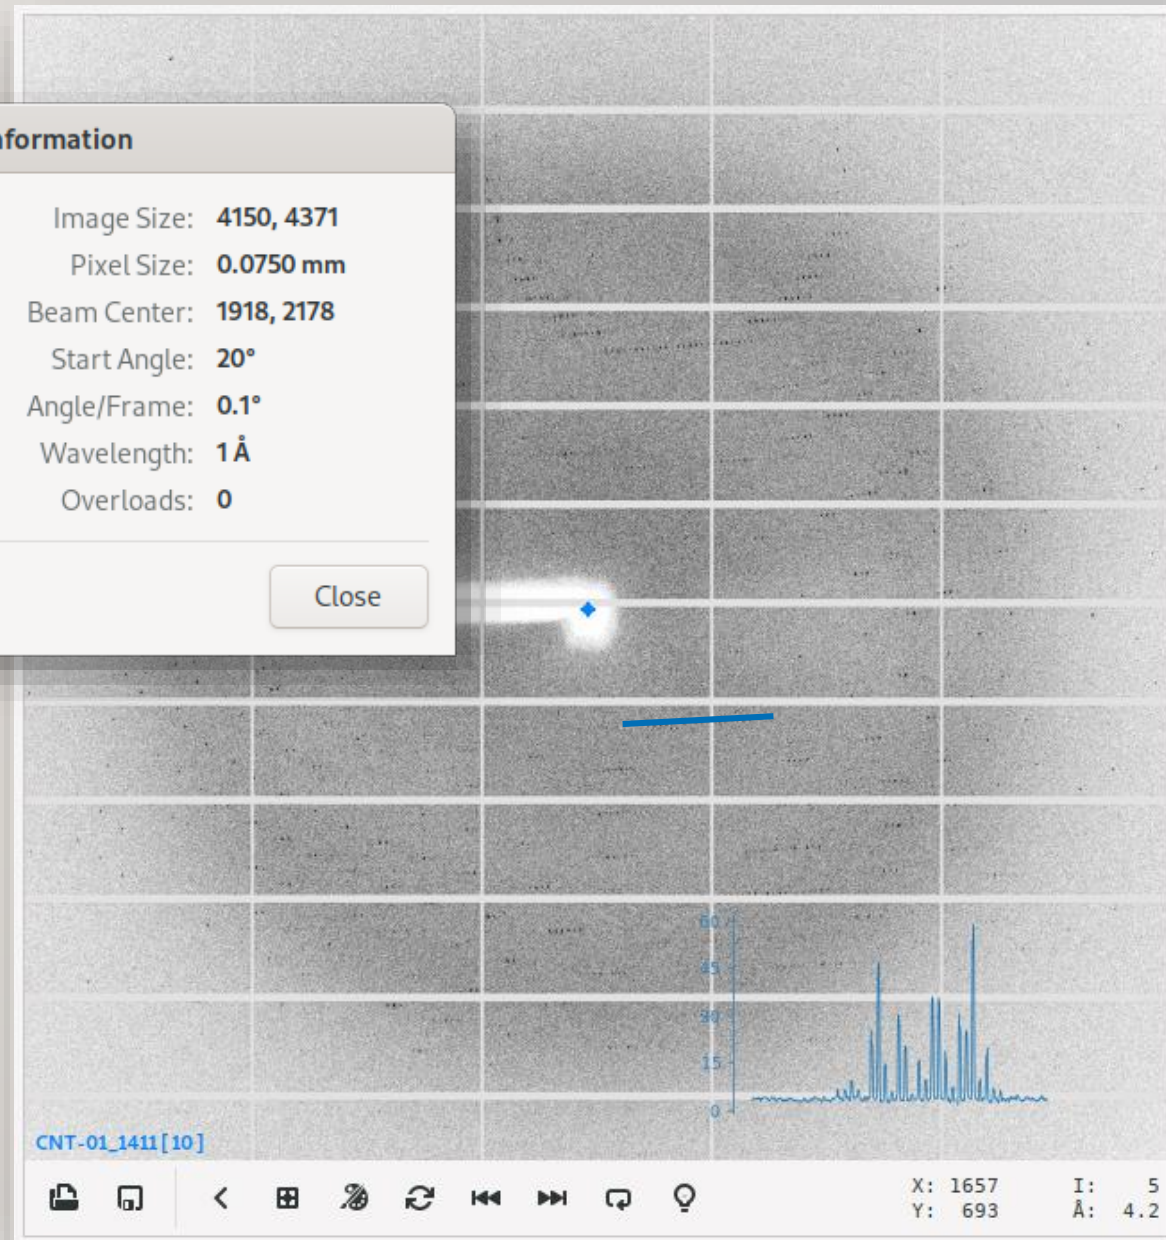 nformation
Image Size: 4150, 4371
Pixel Size: 0.0750 mm
Beam Center: 1918, 2178
Start Angle: 20°
Angle/Frame: 0.1°
Wavelength: 1 Å
Overloads: 0
Close
60
45
30
15
0
CNT-01_1411[10]
X: 1657 I: 5
Y: 693 Å: 4.2